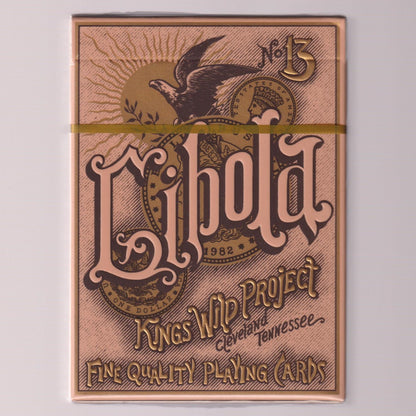 No 13
Cibola
1982
ONE DOLLAR
KINGS WILD PROJECT
Cleveland
Tennessee
FINE QUALITY PLAYING CARDS